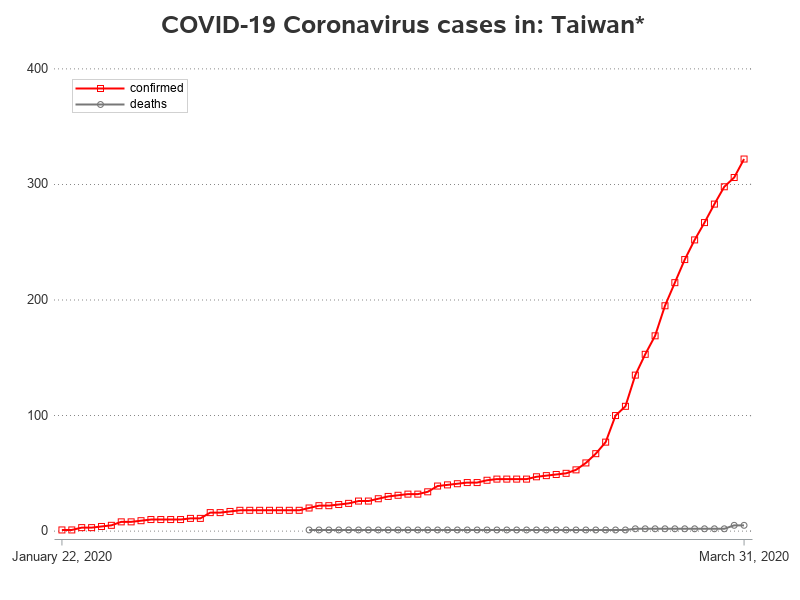 COVID-19 Coronavirus cases in: Taiwan*
400
confirmed
deaths
300
200
100
0
January 22, 2020
March 31, 2020